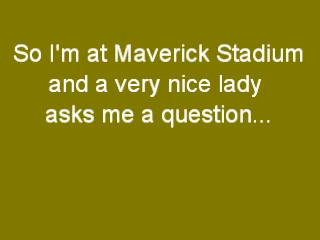 So I'm at Maverick Stadium
and a very nice lady
asks me a question...